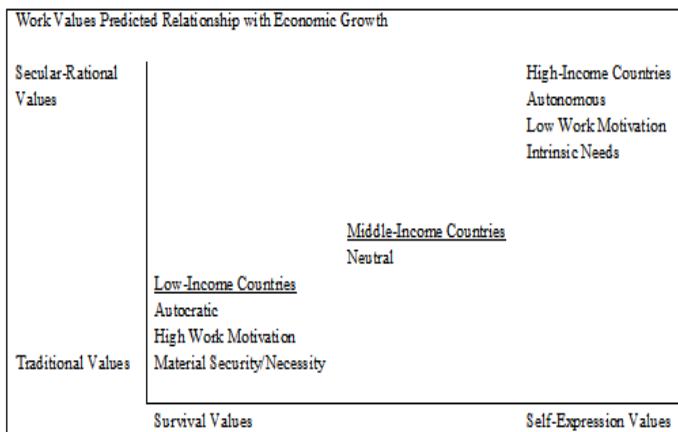 Work Values Predicted Relationship with Economic Growth
Secular-Rational
Values
High-Income Countries
Autonomous
Low Work Motivation
Intrinsic Needs
Middle-Income Countries
Neutral
Low-Income Countries
Autocratic
High Work Motivation
Traditional Values
Material Security/Necessity
Survival Values
Self-Expression Values